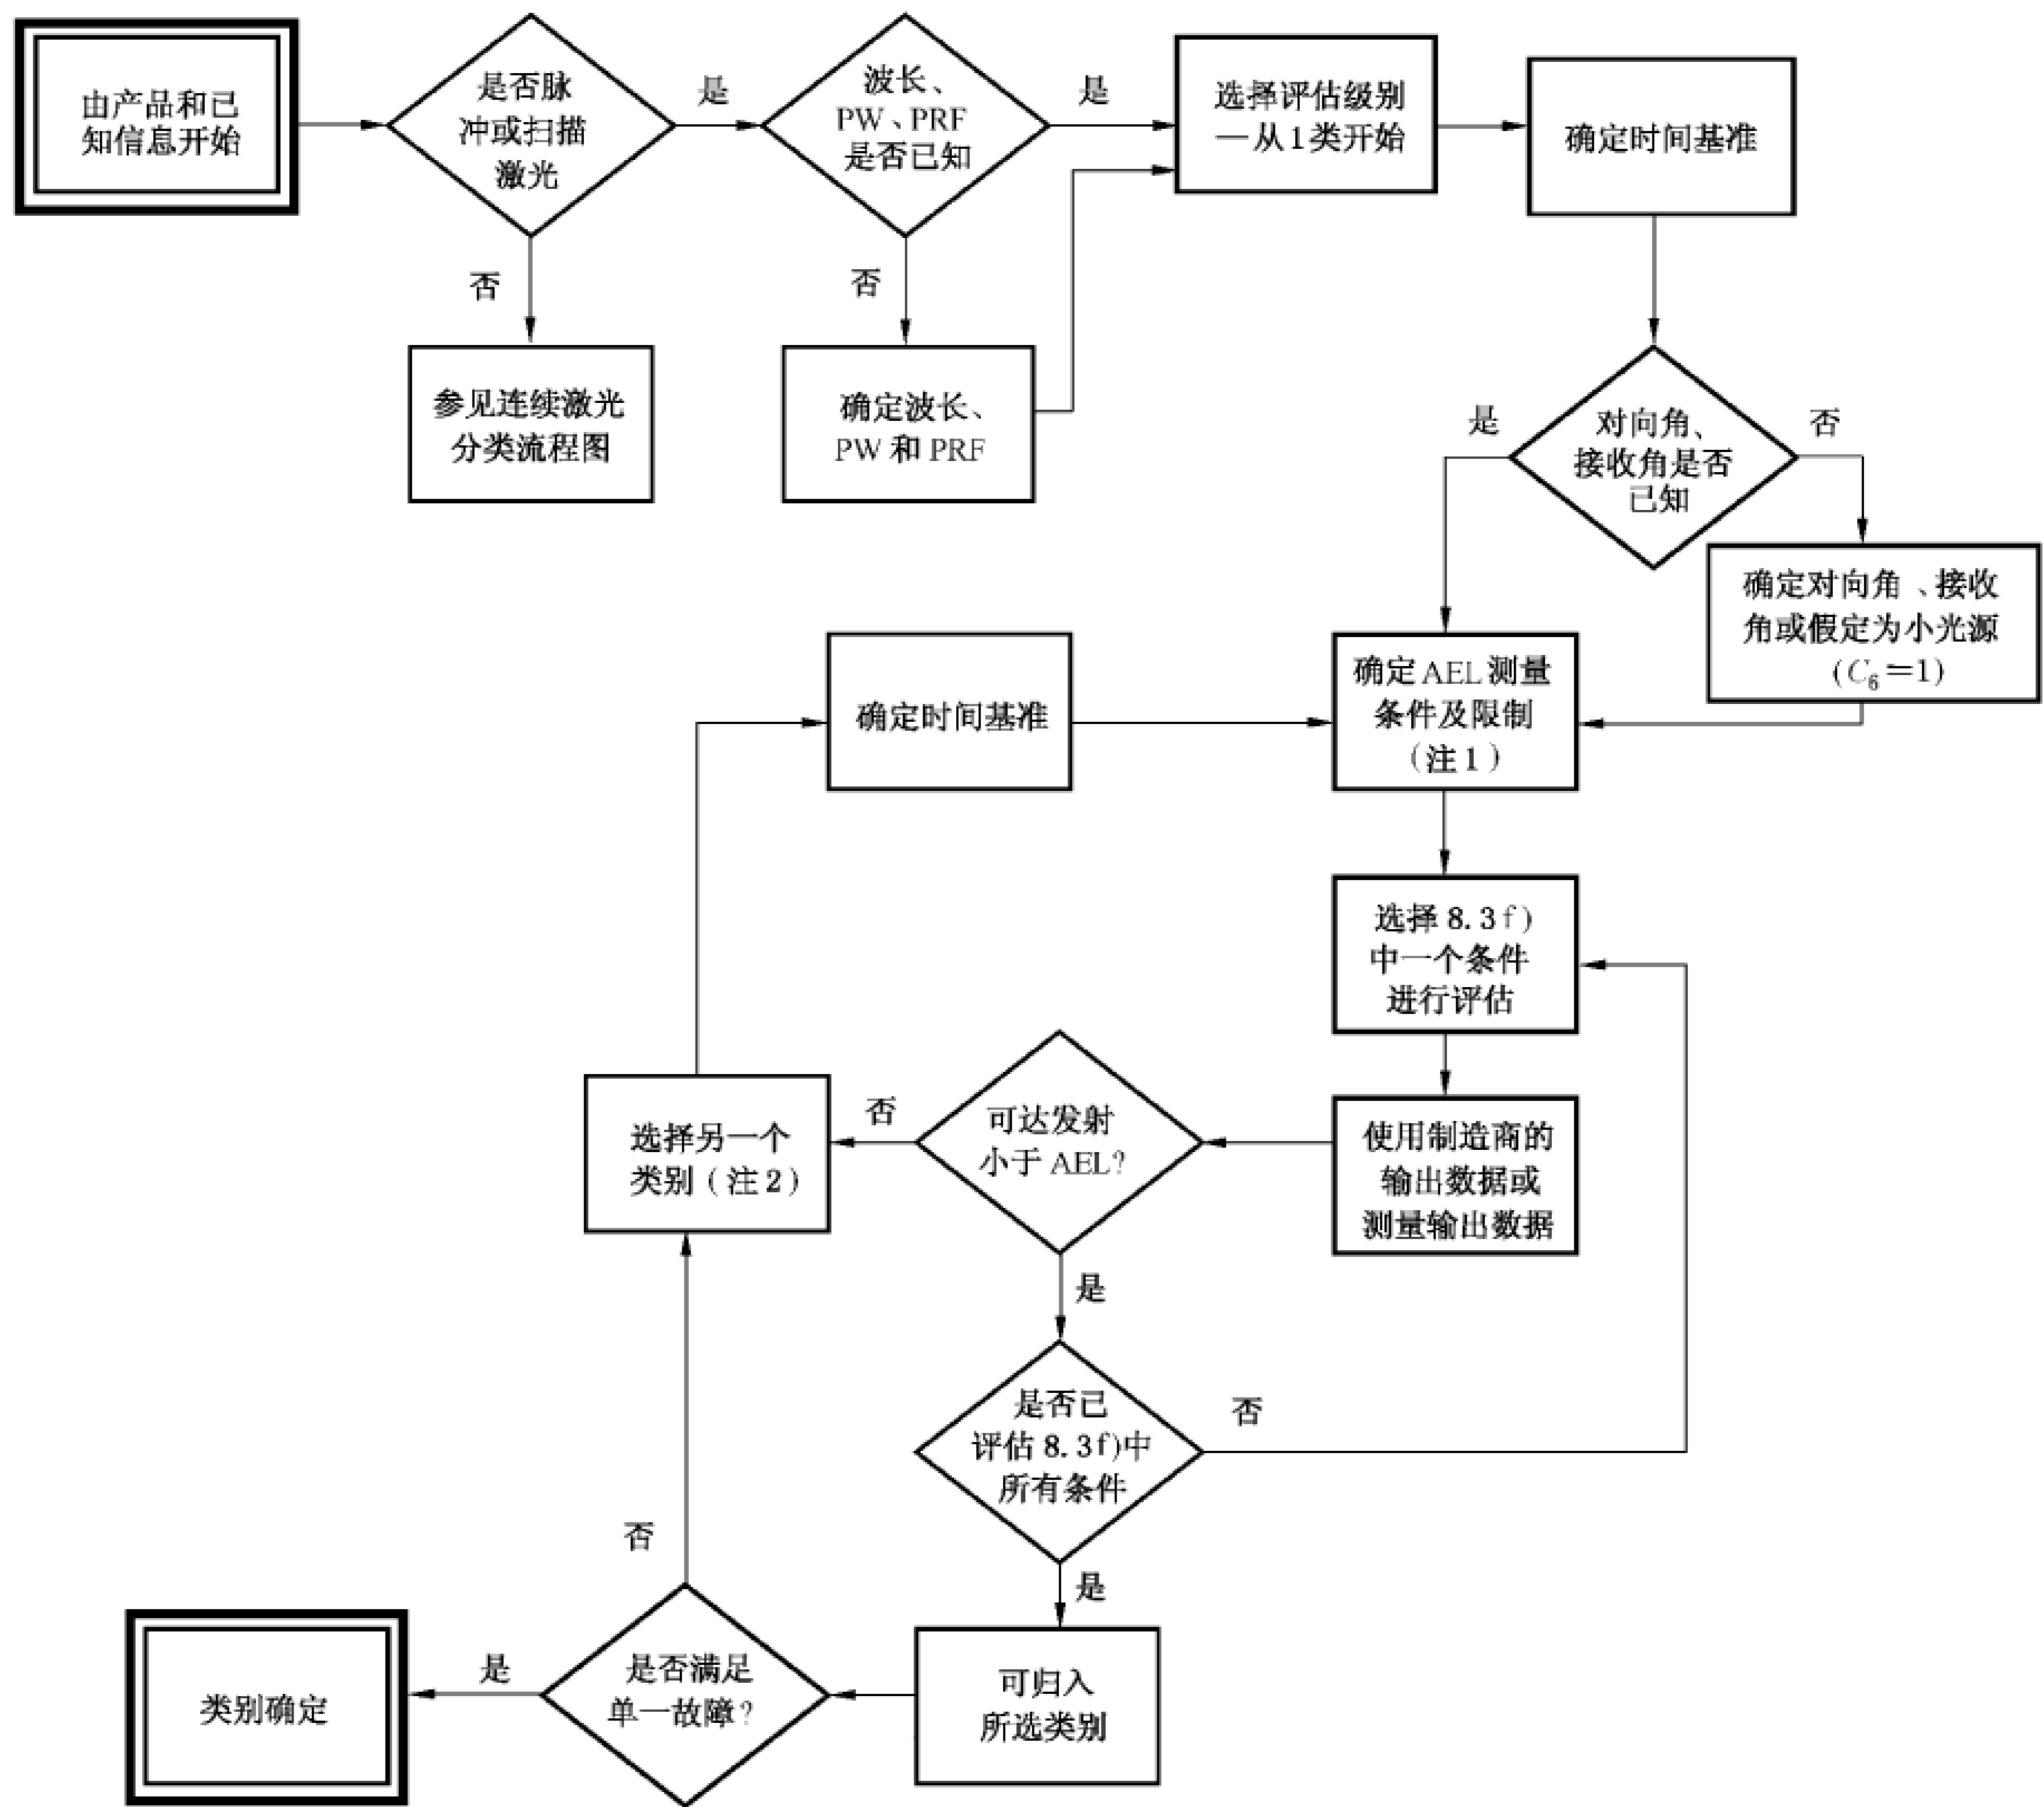 由产品和已
知信息开始
是否脉
冲或扫描
激光
是
波长、
PW、PRF
是否已知
是
选择评估级别
—从1类开始
确定时间基准
否
否
参见连续激光
分类流程图
确定波长、
PW 和 PRF
是
对向角、
接收角是否
已知
否
确定对向角、接收
角或假定为小光源
(C₆=1)
确定时间基准
确定AEL测量
条件及限制
(注1)
选择 8.3f)
中一个条件
进行评估
选择另一个
类别(注2)
否
可达发射
小于 AEL?
使用制造商的
输出数据或
测量输出数据
是
是否已
评估 8.3f)中
所有条件
否
否
是
类别确定
是
是否满足
单一故障?
可归入
所选类别